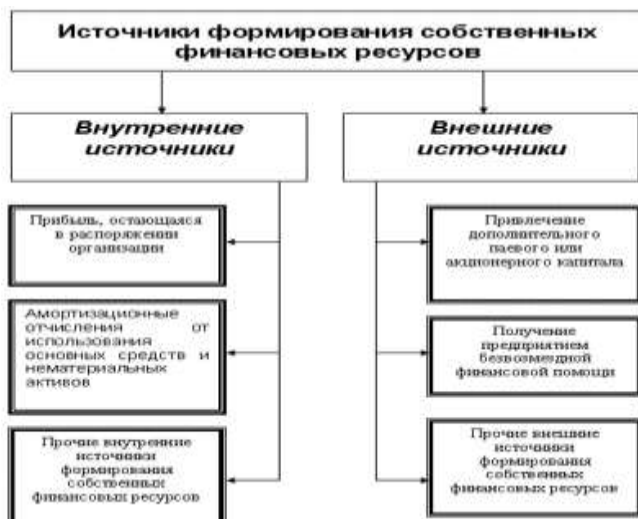 Источники формирования собственных
финансовых ресурсов
Внутренние
источники
Внешние
источники
Прибыль, остающаяся
в распоряжении
организации
Амортизационные
отчисления от
использования
основных средств и
нематериальных
активов
Прочие внутренние
источники
формирования
собственных
финансовых ресурсов
Привлечение
дополнительного
паевого или
акционерного капитала
Получение
предприятием
безвозмездной
финансовой помощи
Прочие внешние
источники
формирования
собственных
финансовых ресурсов